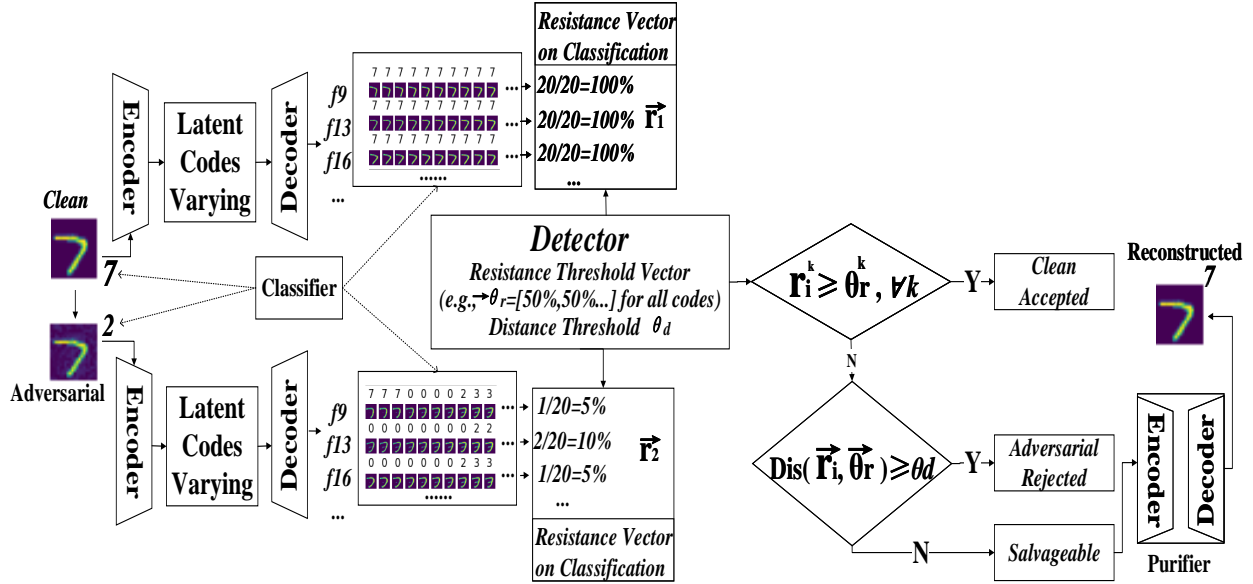 Clean
7
2
Adversarial
Encoder
Latent
Codes
Varying
Decoder
f9
f13
f16
...
7 7 7 7 7 7 7 7 7 7
7 7 7 7 7 7 7 7 7 7
7 7 7 7 7 7 7 7 7 7
...
...
...
......
Resistance Vector
on Classification
20/20=100%
20/20=100%
20/20=100%
r1
...
Classifier
Encoder
Latent
Codes
Varying
Decoder
f9
f13
f16
...
7 7 7 0 0 0 0 2 3 3
0 0 0 0 0 0 0 0 2 2
0 0 0 0 0 0 0 2 3 3
...
...
...
......
1/20=5%
2/20=10%
1/20=5%
r2
...
Resistance Vector
on Classification
Detector
Resistance Threshold Vector
(e.g., θr=[50%,50%...] for all codes)
Distance Threshold θd
r_i^k ≥ θ_r^k , ∀k
Y
Clean
Accepted
N
Dis( r_i, θr ) ≥ θd
Y
Adversarial
Rejected
N
Salvageable
Reconstructed
7
Encoder
Decoder
Purifier